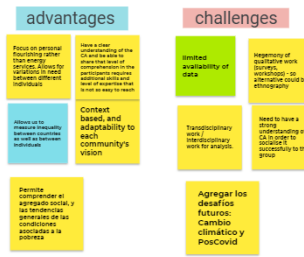 advantages
challenges
Focus on personal
flourishing rather
than energy
services. Allows for
variations in need
between different
individuals
Have a clear
understanding of the
CA and be able to
share that level of
comprehension in the
participants requires
additional skills and
level of expertise that
is not so easy to reach
limited
availability of
data
Hegemony of
qualitative work
(surveys,
workshops) - so
alternative could b
ethnography
Allows us to
measure inequality
between countries
as well as between
individuals
Context
based, and
adaptability to
each
community's
vision
Transdisciplinary
work /
interdisciplinary
work for analysis.
Need to have a
strong
understanding o
CA in order to
socialise it
successfully to th
group
Permite
comprender el
agregado social, y
las tendencias
generales de las
condiciones
asociadas a la
pobreza
Agregar los
desafíos
futuros:
Cambio
climático y
PosCovid